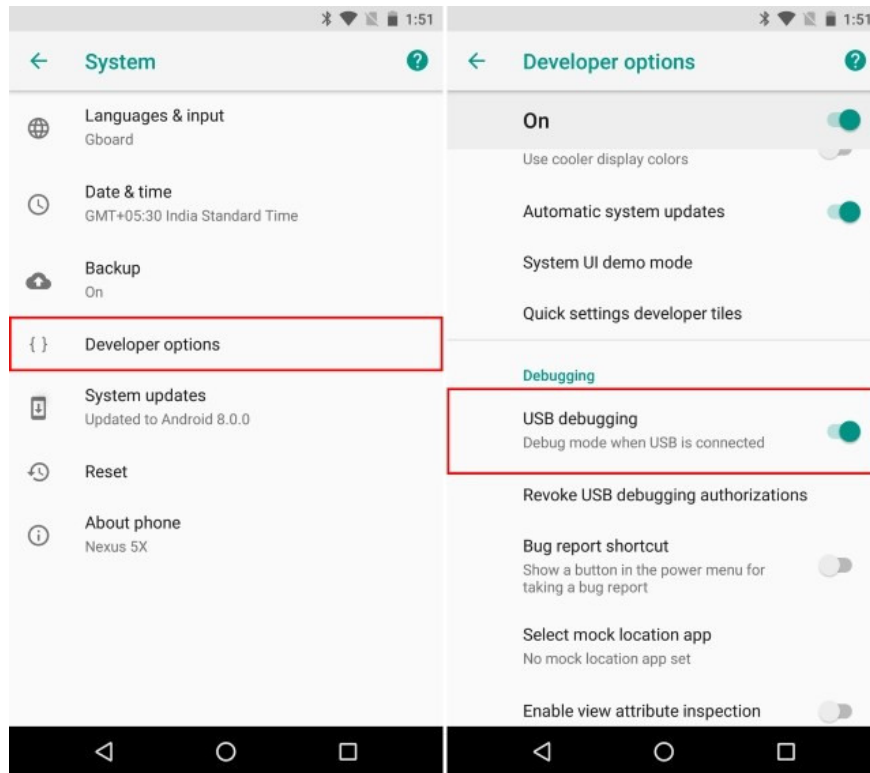 1:51
System
Languages & input
Gboard
Date & time
GMT+05:30 India Standard Time
Backup
On
{ }
Developer options
System updates
Updated to Android 8.0.0
Reset
About phone
Nexus 5X
1:51
Developer options
On
Use cooler display colors
Automatic system updates
System UI demo mode
Quick settings developer tiles
Debugging
USB debugging
Debug mode when USB is connected
Revoke USB debugging authorizations
Bug report shortcut
Show a button in the power menu for
taking a bug report
Select mock location app
No mock location app set
Enable view attribute inspection